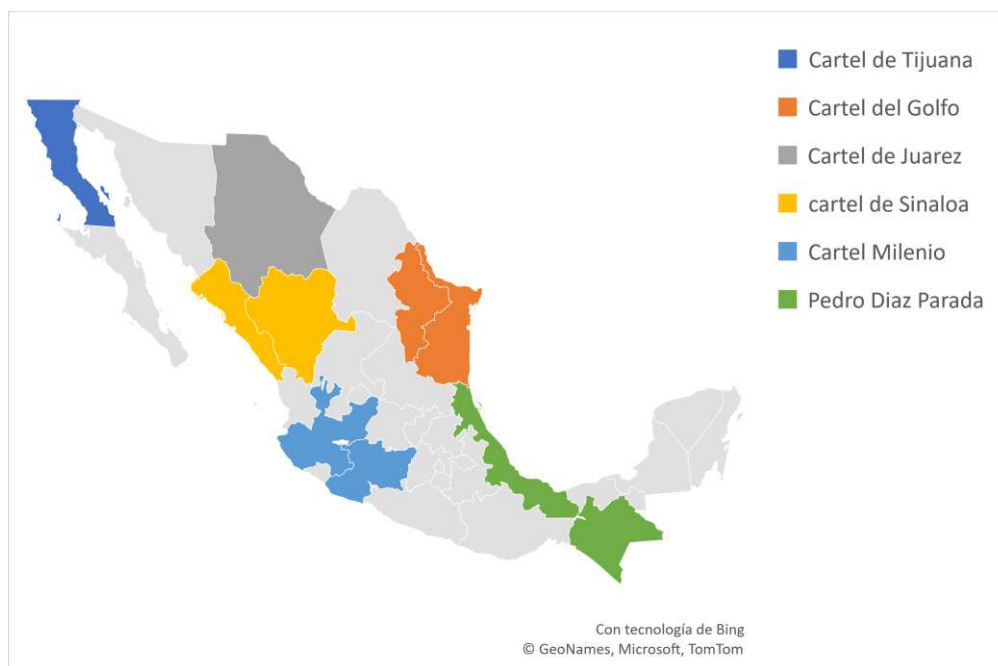 Cartel de Tijuana
Cartel del Golfo
Cartel de Juarez
cartel de Sinaloa
Cartel Milenio
Pedro Diaz Parada
Con tecnología de Bing
© GeoNames, Microsoft, TomTom